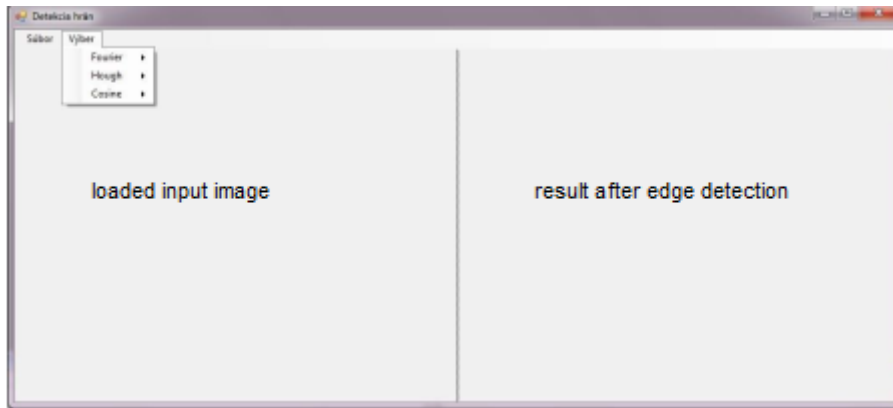 Detekcia hrán
Súbor Výber
Fourier
Hough
Cosine
loaded input image
result after edge detection